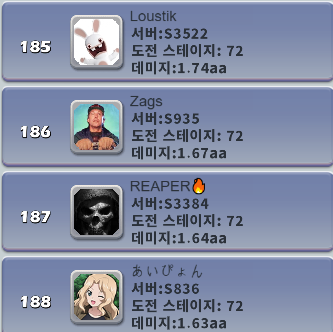 185
Loustik
서버:S3522
도전 스테이지: 72
데미지:1.74aa
186
Zags
서버:S935
도전 스테이지: 72
데미지:1.67aa
187
REAPER🔥
서버:S3384
도전 스테이지: 72
데미지:1.64aa
188
あいぴょん
서버:S836
도전 스테이지: 72
데미지:1.63aa